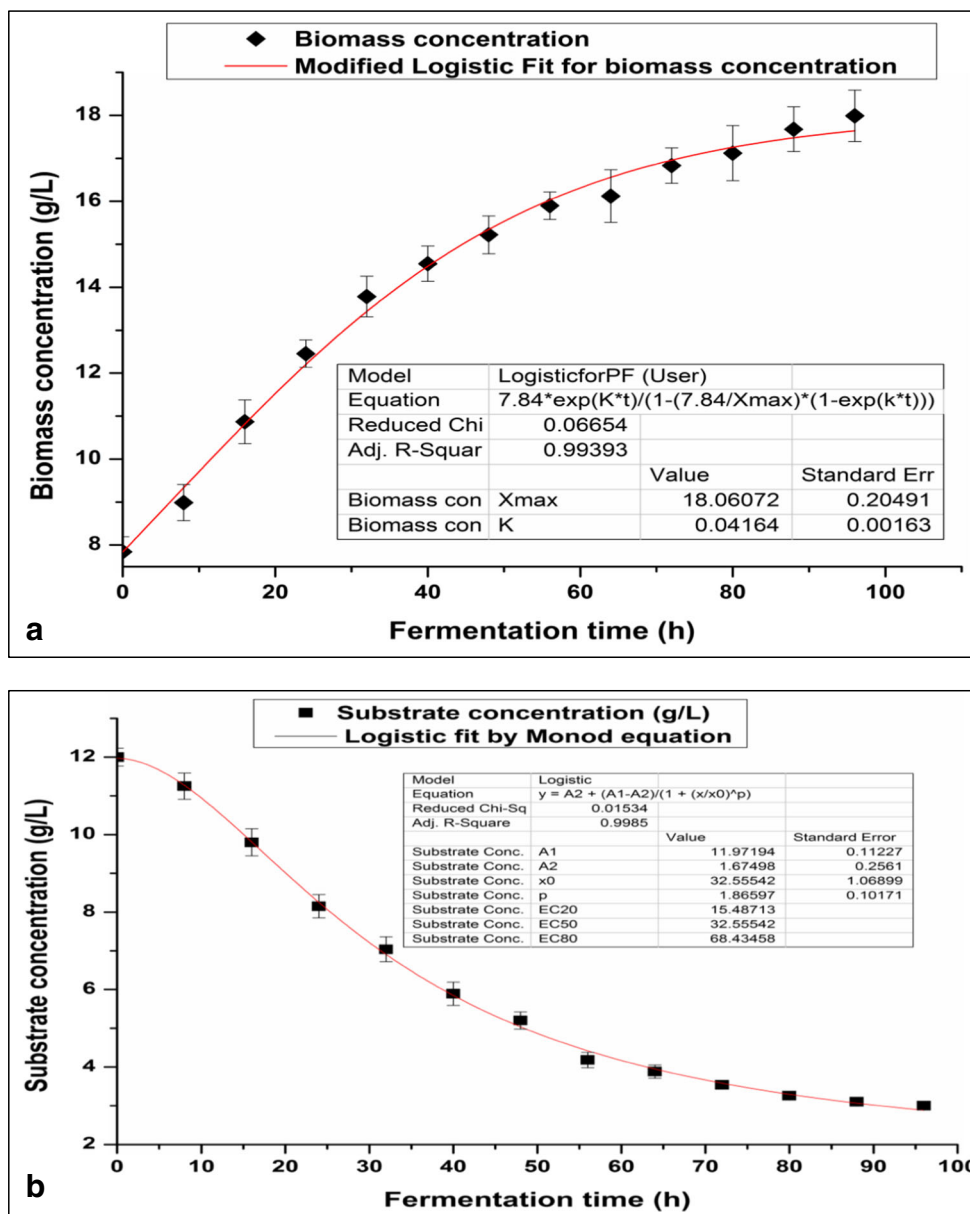 Biomass concentration
Modified Logistic Fit for biomass concentration
18
16
14
12
10
8
Biomass concentration (g/L)
Model LogisticforPF (User)
Equation 7.84*exp(K*t)/(1-(7.84/Xmax)*(1-exp(k*t)))
Reduced Chi 0.06654
Adj. R-Squar 0.99393
Value Standard Err
Biomass con Xmax 18.06072 0.20491
Biomass con K 0.04164 0.00163
0 20 40 60 80 100
Fermentation time (h)
a
Substrate concentration (g/L)
Logistic fit by Monod equation
12
10
8
6
4
2
Substrate concentration (g/L)
Model Logistic
Equation y = A2 + (A1-A2)/(1 + (x/x0)^p)
Reduced Chi-Sq 0.01534
Adj. R-Square 0.9985
Value Standard Error
Substrate Conc. A1 11.97194 0.11227
Substrate Conc. A2 1.67498 0.2561
Substrate Conc. x0 32.55542 1.06899
Substrate Conc. p 1.86597 0.10171
Substrate Conc. EC20 15.48713
Substrate Conc. EC50 32.55542
Substrate Conc. EC80 68.43458
0 10 20 30 40 50 60 70 80 90 100
Fermentation time (h)
b